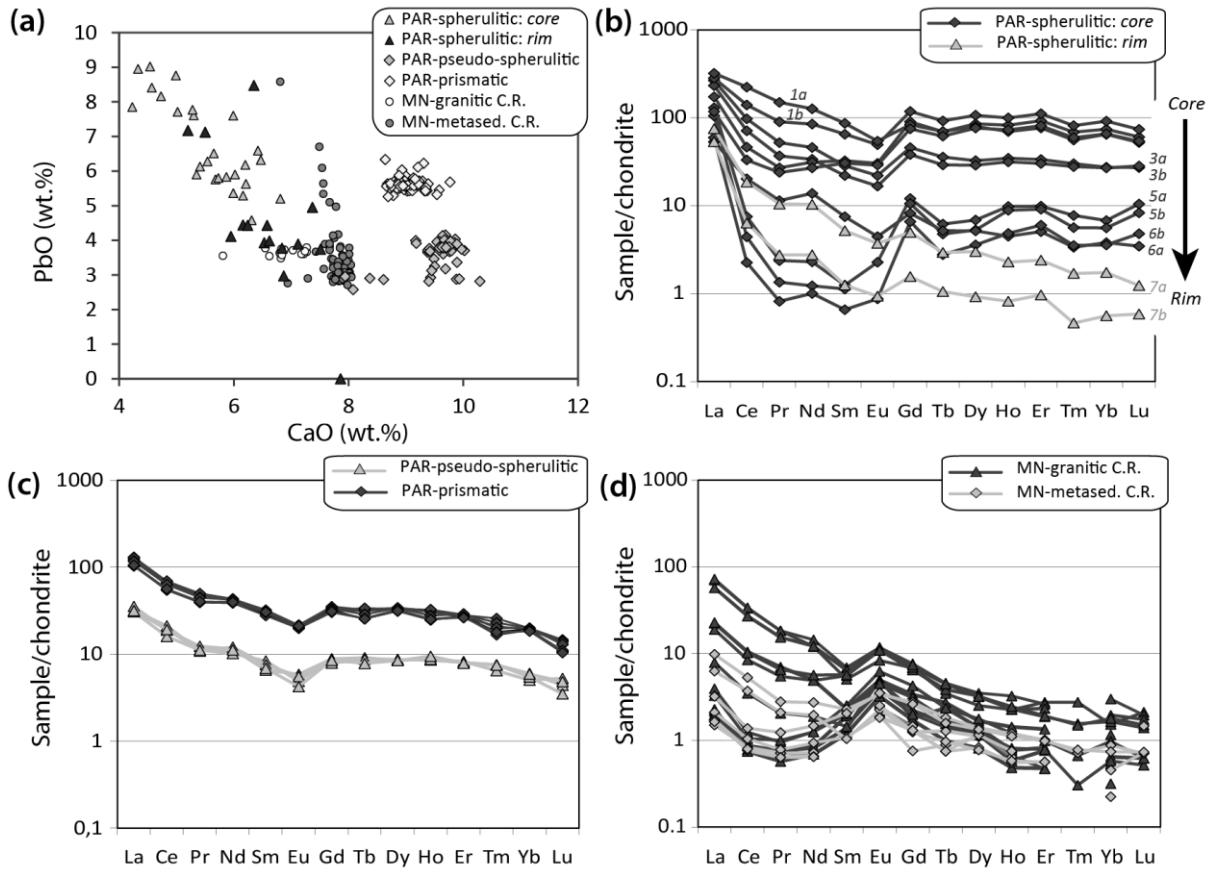 (a)
PAR-spherulitic: core
PAR-spherulitic: rim
PAR-pseudo-spherulitic
PAR-prismatic
MN-granitic C.R.
MN-metased. C.R.
PbO (wt.%)
10
9
8
7
6
5
4
3
2
1
0
4 6 8 10 12
CaO (wt.%)
(b)
PAR-spherulitic: core
PAR-spherulitic: rim
Sample/chondrite
1000
100
10
1
0.1
1a
1b
3a
3b
5a
5b
6b
6a
7a
7b
Core
Rim
La Ce Pr Nd Sm Eu Gd Tb Dy Ho Er Tm Yb Lu
(c)
PAR-pseudo-spherulitic
PAR-prismatic
Sample/chondrite
1000
100
10
1
0,1
La Ce Pr Nd Sm Eu Gd Tb Dy Ho Er Tm Yb Lu
(d)
MN-granitic C.R.
MN-metased. C.R.
Sample/chondrite
1000
100
10
1
0,1
La Ce Pr Nd Sm Eu Gd Tb Dy Ho Er Tm Yb Lu